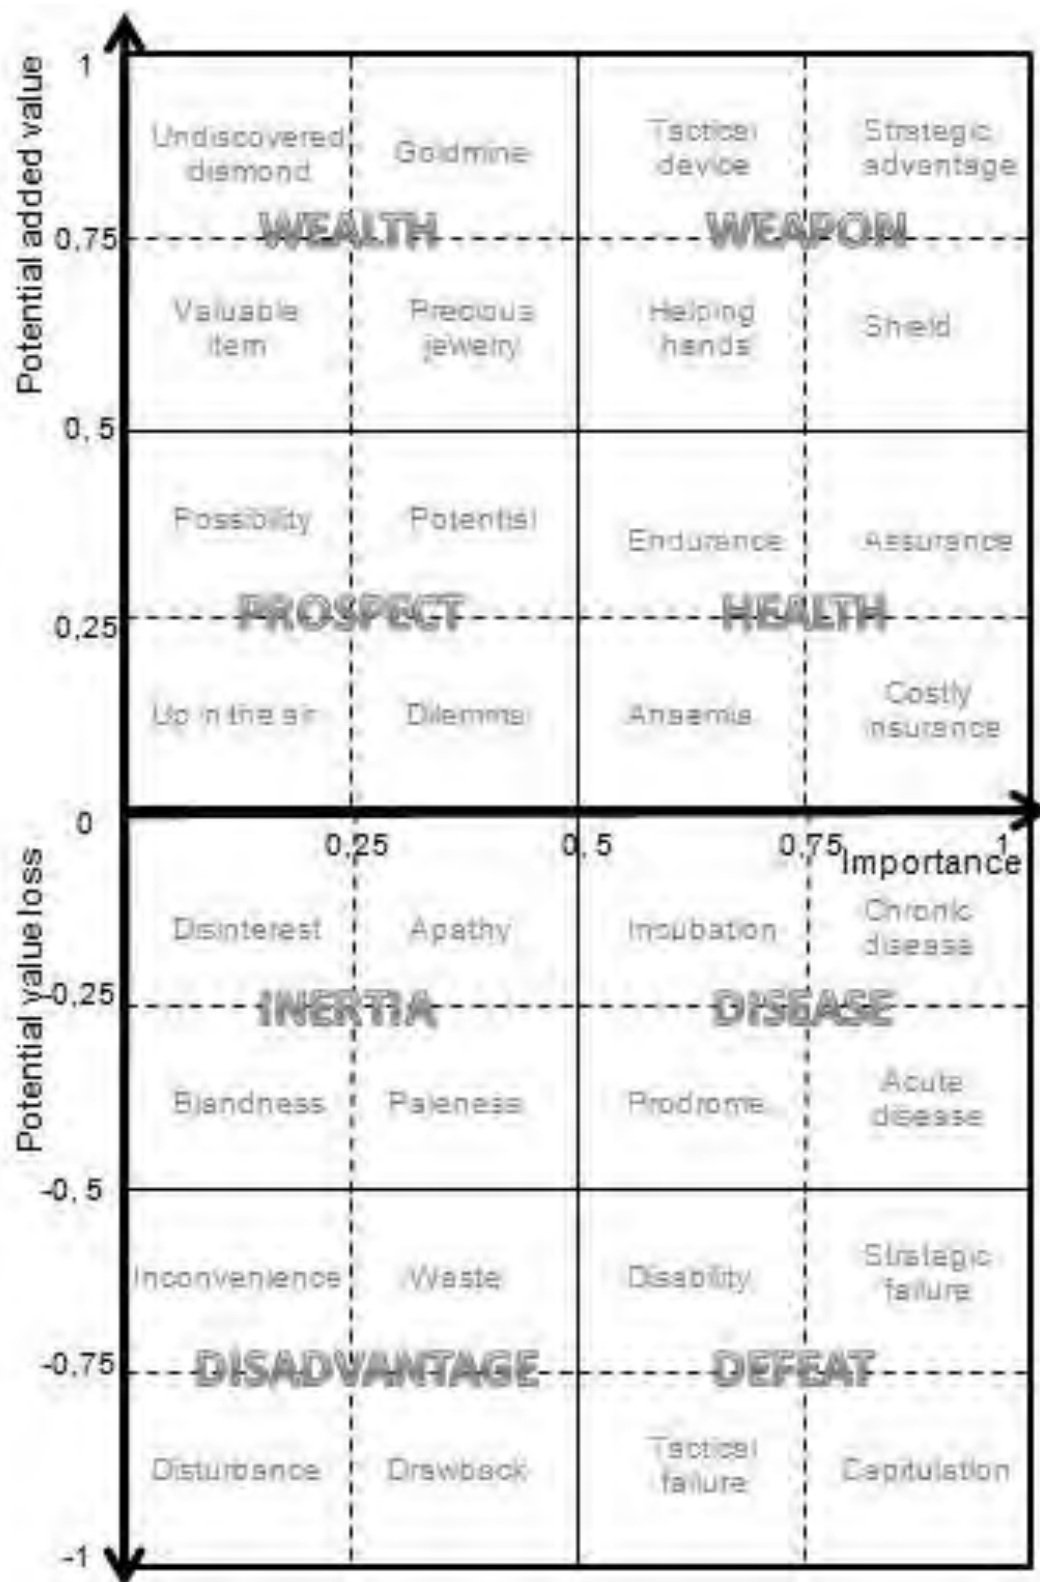 Potential added value
1
Undiscovered
diamond
Goldmine
Tactical
device
Strategic
advantage
WEALTH
WEAPON
0.75
Valuable
item
Precious
jewelry
Helping
hands
Shield
0,5
Possibility
Potential
Endurance
Assurance
PROSPECT
HEALTH
0,25
Up in the air
Dilemma
Anaemia
Costly
insurance
0
0,25
0,5
0,75
1
Importance
Potential value loss
Disinterest
Apathy
Incubation
Chronic
disease
-0.25
INERTIA
DISEASE
Blandness
Paleness
Prodrome
Acute
disease
-0,5
Inconvenience
Waste
Disability
Strategic
failure
-0.75
DISADVANTAGE
DEFEAT
Disturbance
Drawback
Tactical
failure
Capitulation
-1